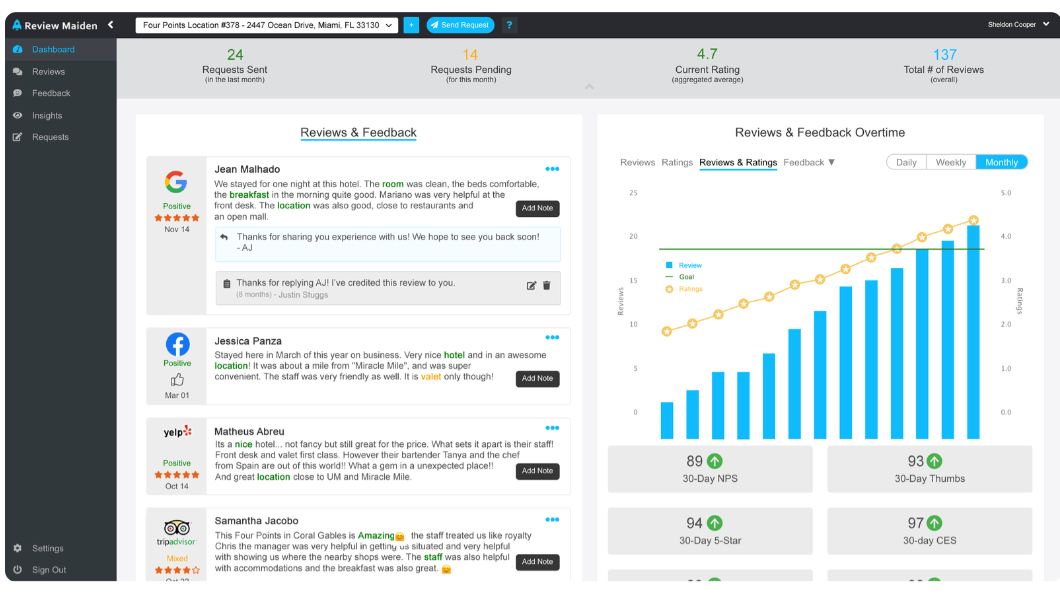 Review Maiden
Four Points Location #378 - 2447 Ocean Drive, Miami, FL 33130
+
Send Request
?
Sheldon Cooper
Dashboard
Reviews
Feedback
Insights
Requests
Settings
Sign Out
24
Requests Sent
(in the last month)
14
Requests Pending
(for this month)
4.7
Current Rating
(aggregated average)
137
Total # of Reviews
(overall)
Reviews & Feedback
Positive
Nov 14
Jean Malhado
We stayed for one night at this hotel. The room was clean, the beds comfortable,
the breakfast in the morning quite good. Mariano was very helpful at the
front desk. The location was also good, close to restaurants and
an open mall.
Add Note
Thanks for sharing you experience with us! We hope to see you back soon!
- AJ
Thanks for replying AJ! I've credited this review to you.
(8 months) - Justin Stuggs
Positive
Mar 01
Jessica Panza
Stayed here in March of this year on business. Very nice hotel and in an awesome
location! It was about a mile from "Miracle Mile", and was super
convenient. The staff was very friendly as well. It is valet only though!
Add Note
yelp
Positive
Oct 14
Matheus Abreu
Its a nice hotel... not fancy but still great for the price. What sets it apart is their staff!
Front desk and valet first class. However their bartender Tanya and the chef
from Spain are out of this world!! What a gem in a unexpected place!!
And great location close to UM and Miracle Mile.
Add Note
tripadvisor
Mixed
Samantha Jacobo
This Four Points in Coral Gables is Amazing🤗 the staff treated us like royalty
Chris the manager was very helpful in getting us situated and very helpful
with showing us where the nearby shops were. The staff was also helpful
with accommodations and the breakfast was also great. 🤗
Add Note
Reviews & Feedback Overtime
Reviews Ratings Reviews & Ratings Feedback ▼
Daily Weekly Monthly
25
20
15
10
5
0
Reviews
Review
Goal
Ratings
5.0
4.0
3.0
2.0
1.0
0.0
Ratings
89
30-Day NPS
93
30-Day Thumbs
94
30-Day 5-Star
97
30-day CES